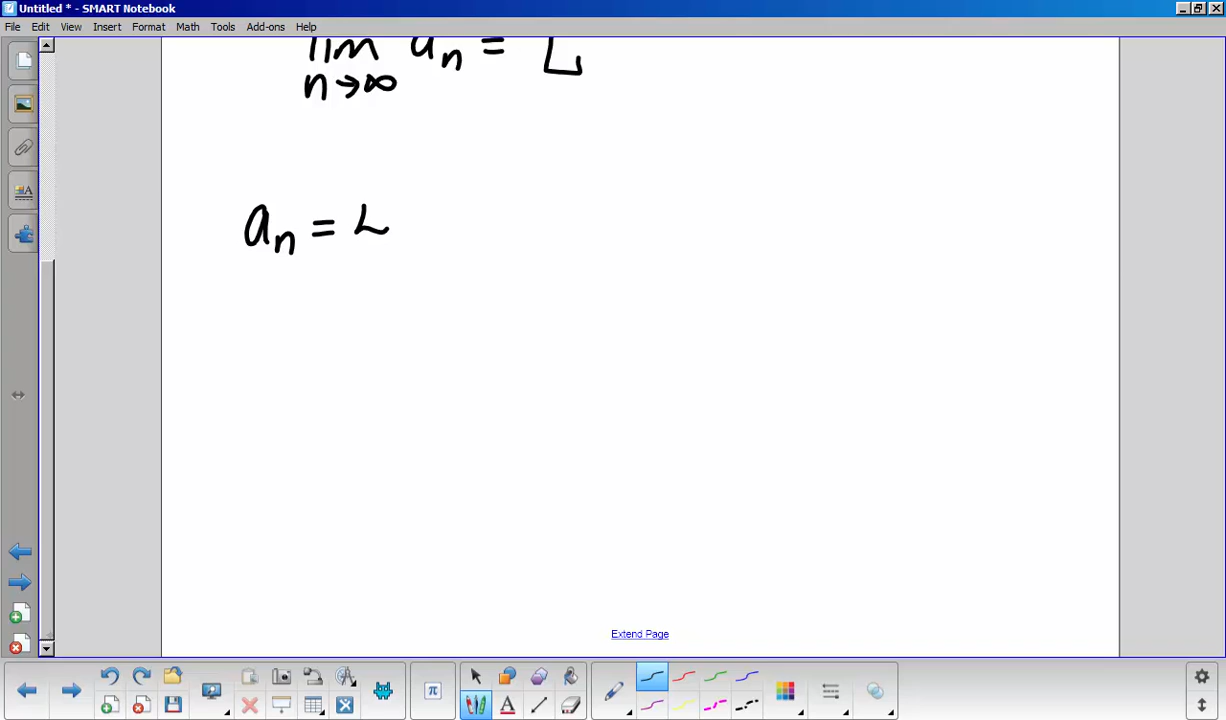 Untitled * - SMART Notebook
File Edit View Insert Format Math Tools Add-ons Help
lim aₙ = L
n→∞
aₙ = L
Extend Page
π
A